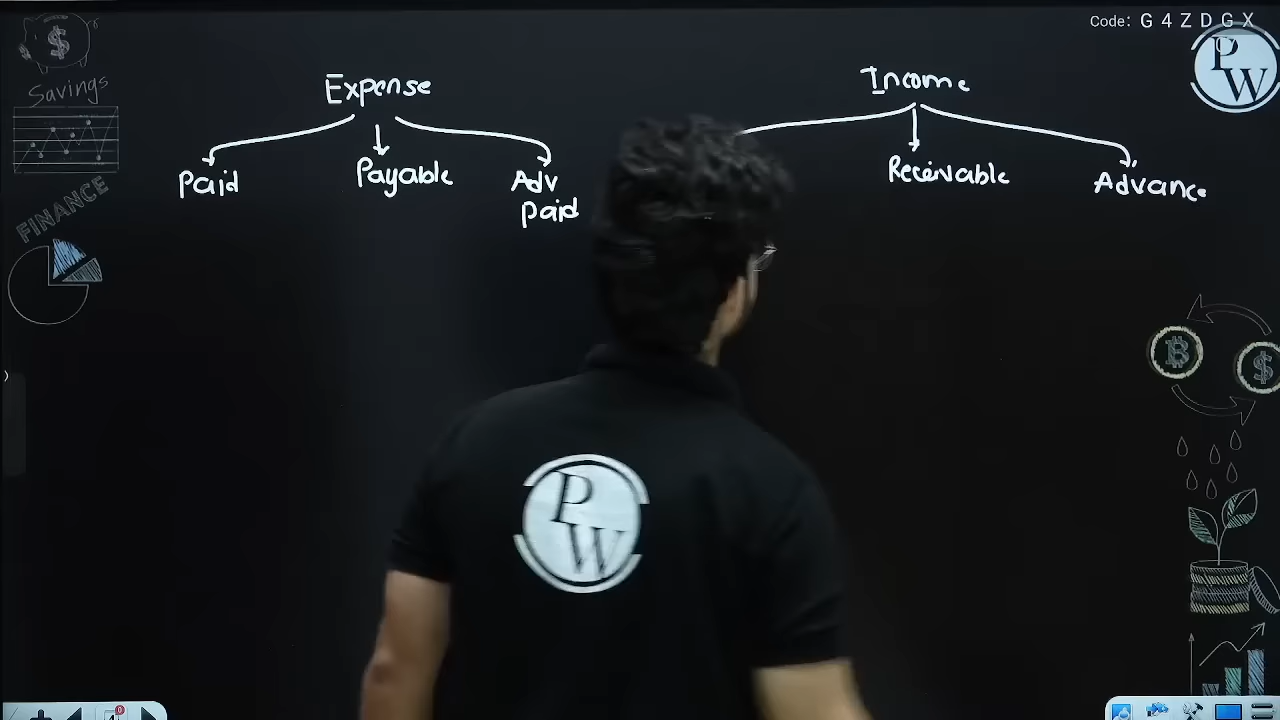 Code: G 4 Z D G X
PW
Savings
FINANCE
Expense
Income
Paid
Payable
Adv
paid
Receivable
Advance
PW